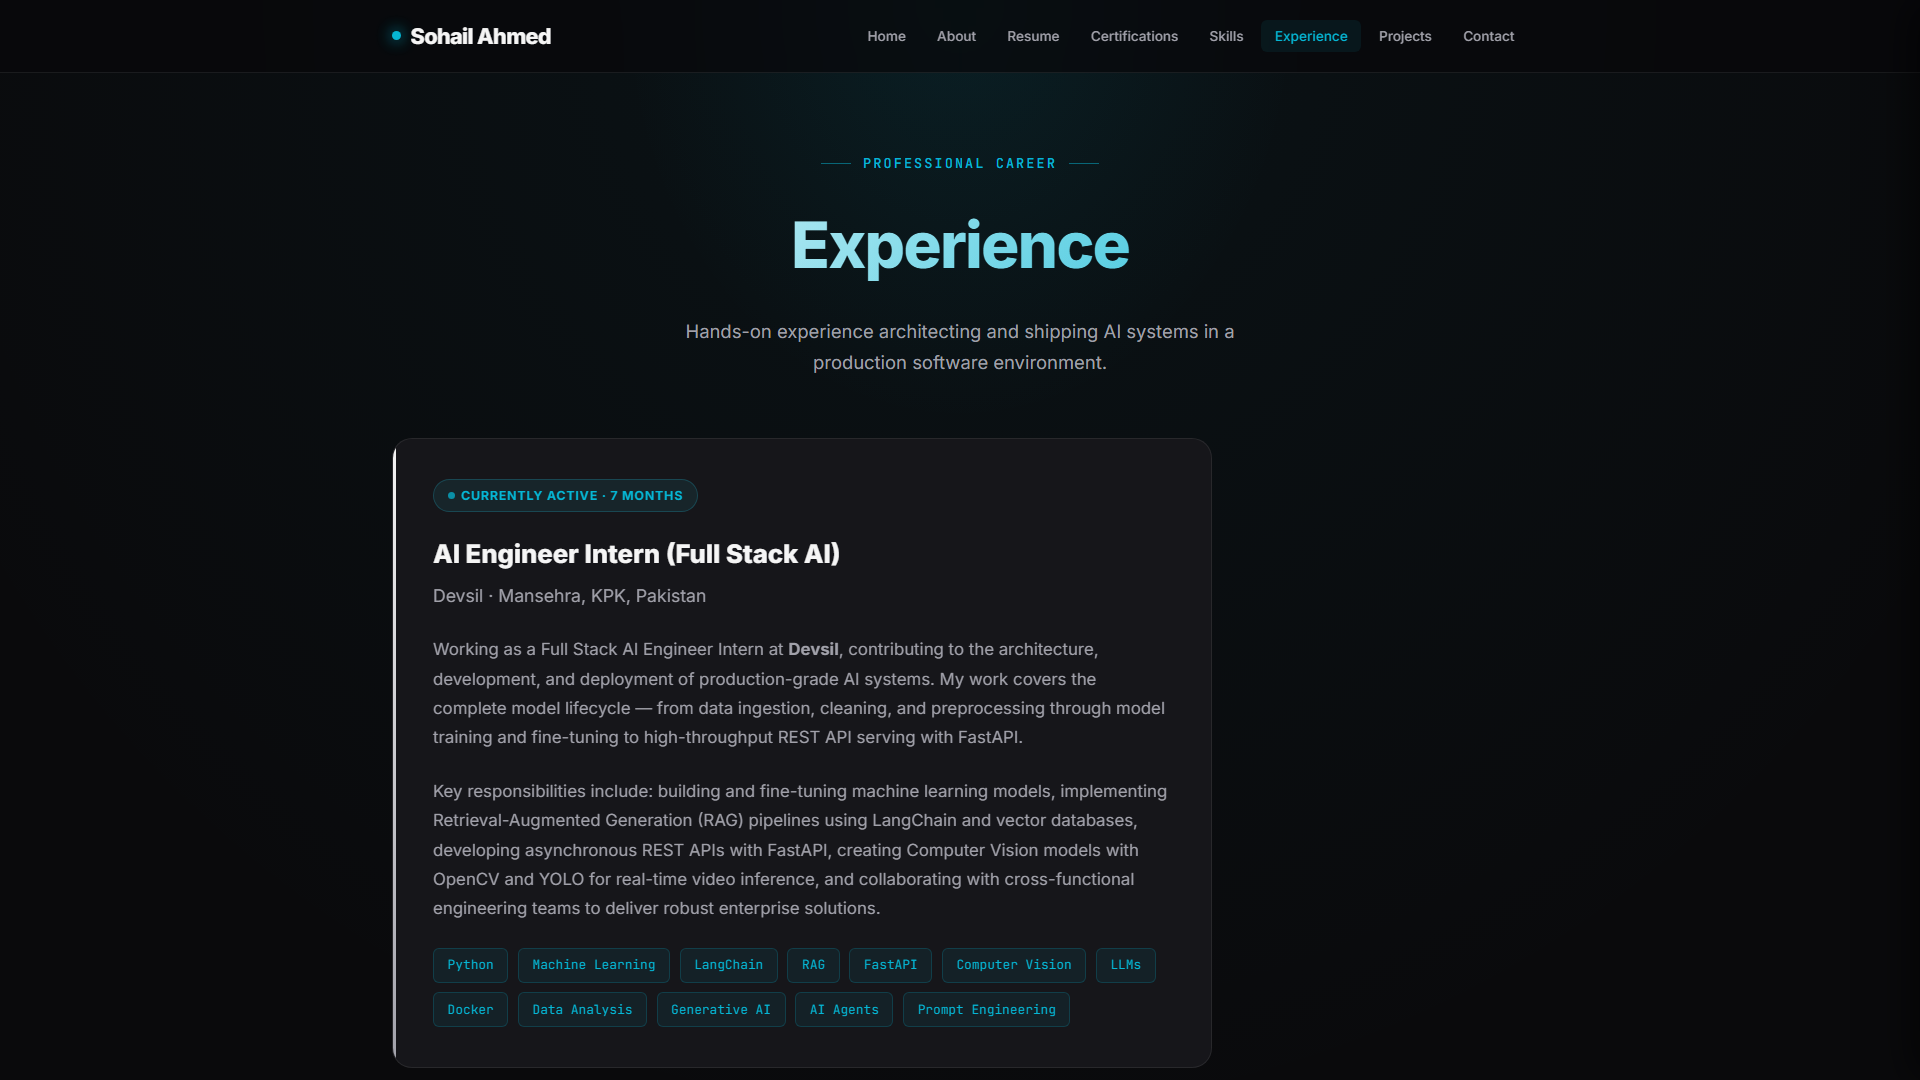 Sohail Ahmed
Home About Resume Certifications Skills Experience Projects Contact
PROFESSIONAL CAREER
Experience
Hands-on experience architecting and shipping AI systems in a
production software environment.
CURRENTLY ACTIVE · 7 MONTHS
AI Engineer Intern (Full Stack AI)
Devsil · Mansehra, KPK, Pakistan
Working as a Full Stack AI Engineer Intern at Devsil, contributing to the architecture,
development, and deployment of production-grade AI systems. My work covers the
complete model lifecycle — from data ingestion, cleaning, and preprocessing through model
training and fine-tuning to high-throughput REST API serving with FastAPI.
Key responsibilities include: building and fine-tuning machine learning models, implementing
Retrieval-Augmented Generation (RAG) pipelines using LangChain and vector databases,
developing asynchronous REST APIs with FastAPI, creating Computer Vision models with
OpenCV and YOLO for real-time video inference, and collaborating with cross-functional
engineering teams to deliver robust enterprise solutions.
Python Machine Learning LangChain RAG FastAPI Computer Vision LLMs
Docker Data Analysis Generative AI AI Agents Prompt Engineering